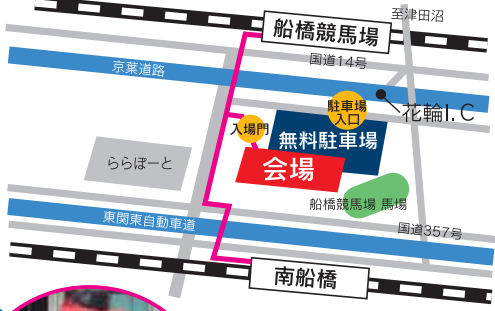 至津田沼
船橋競馬場
国道14号
京葉道路
駐車場
入口
花輪I.C
入場門
無料駐車場
会場
ららぽーと
船橋競馬場 馬場
東関東自動車道
国道357号
南船橋